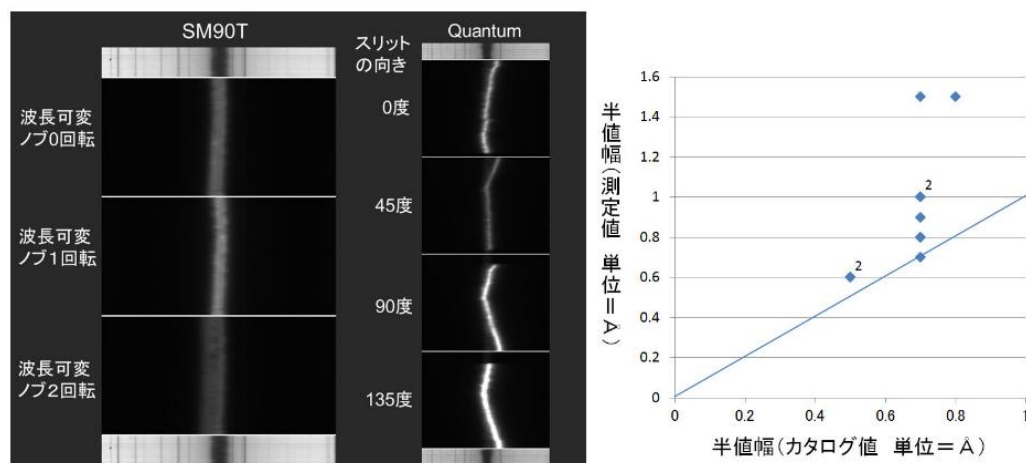 SM90T
波長可変
ノブ0回転
波長可変
ノブ1回転
波長可変
ノブ2回転
Quantum
スリット
の向き
0度
45度
90度
135度
1.6
1.4
1.2
1
0.8
0.6
0.4
0.2
0
2
2
0
0.2
0.4
0.6
0.8
1
半値幅(測定値 単位=Å)
半値幅(カタログ値 単位=Å)